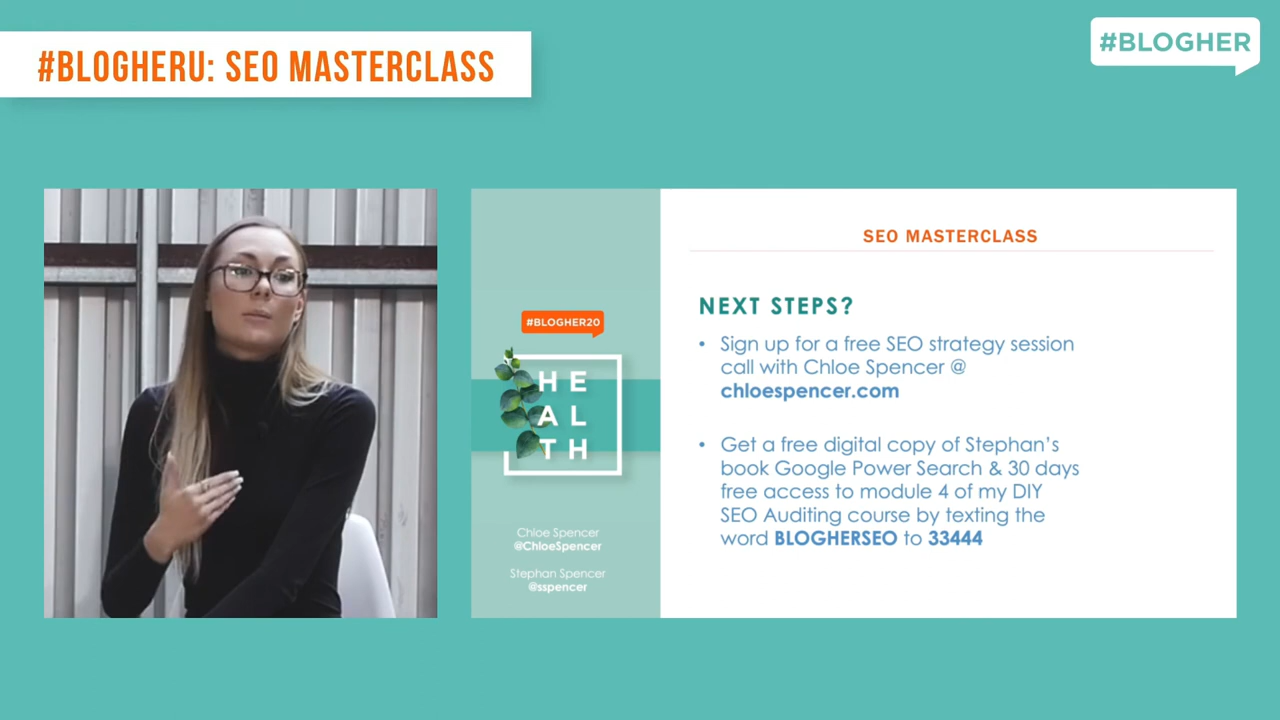 #BLOGHERU: SEO MASTERCLASS
#BLOGHER
SEO MASTERCLASS
NEXT STEPS?
• Sign up for a free SEO strategy session
call with Chloe Spencer @
chloespencer.com
• Get a free digital copy of Stephan’s
book Google Power Search & 30 days
free access to module 4 of my DIY
SEO Auditing course by texting the
word BLOGHERSEO to 33444
#BLOGHER20
HE
AL
TH
Chloe Spencer
@ChloeSpencer
Stephan Spencer
@sspencer